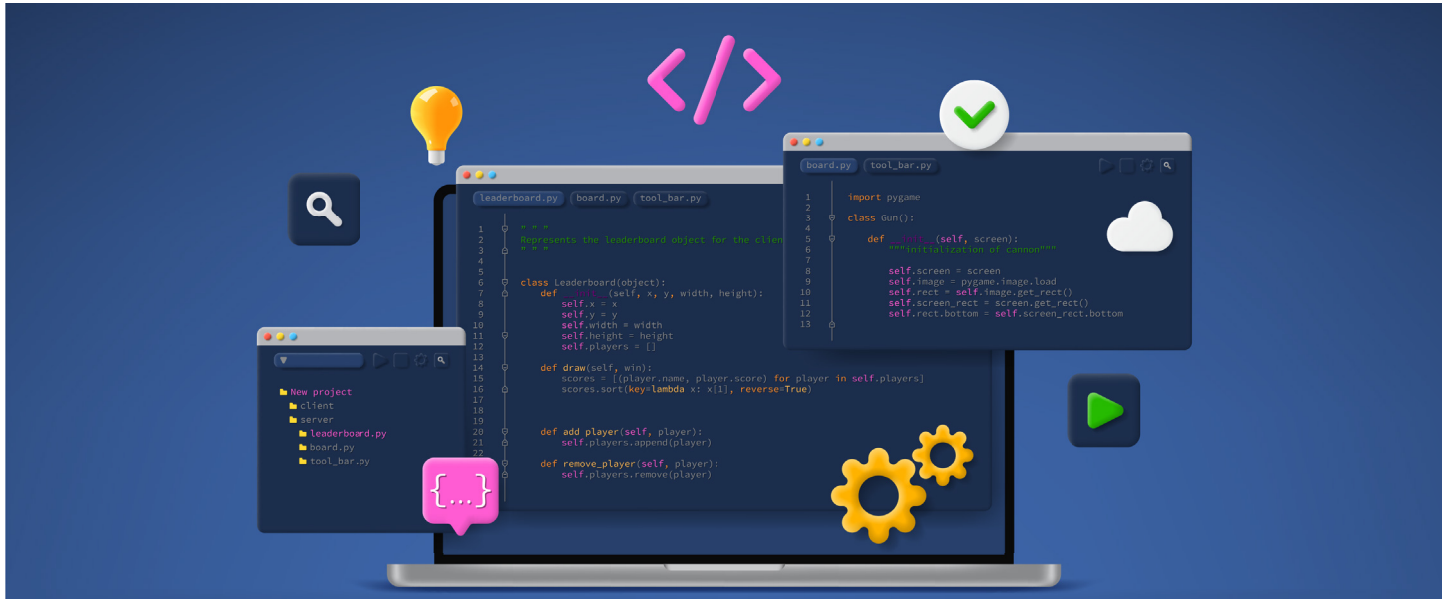 </>
leaderboard.py board.py tool_bar.py
1 " " "
2 Represents the leaderboard object for the clien
3 " " "
4
5
6 class Leaderboard(object):
7 def (self, x, y, width, height):
8 self.x = x
9 self.y = y
10 self.width = width
11 self.height = height
12 self.players = []
13
14 def draw(self, win):
15 scores = [(player.name, player.score) for player in self.players]
16 scores.sort(key=lambda x: x|1], reverse=True)
17
18
19
20 def add player(self, player):
21 self.players.append(player)
22
def remove_player(self, player):
self.players.remove(player)
board.py tool_bar.py
1 import pygame
2
3 class Gun():
4
5 def (self, screen):
6 """initialization of cannon"""
7
8 self.screen = screen
9 self.image = pygame.image.load
10 self.rect = self.image.get_rect()
11 self.screen_rect = screen.get_rect()
12 self.rect.bottom = self.screen_rect.bottom
13
New project
client
server
leaderboard.py
board.py
tool_bar.py
{...}